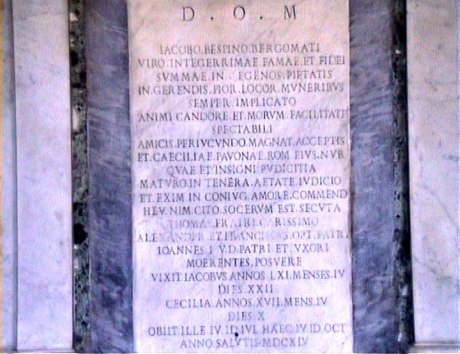 D. O. M
IACOBO. BESPINO. BERGOMATI
VIRO. INTEGERRIMAE FAMAE. ET FIDEI
SVMMAE. IN EGENOS. PIETATIS
IN. GERENDIS. PIOR. LOCOR. MVNERIBVS
SEMPER. IMPLICATO
ANIMI CANDORE. ET MORVM. FACILITATE
SPECTABILI
AMICIS. PERIVCVNDO. MAGNAT. ACCEPTIS
ET. CAECILIAE. PAVONAE. ROM EIVS. NVR
QVAE ET INSIGNI PVDICITIA
MATVRO. IN TENERA. AETATE IVDICIO
ET. EXIM IN CONIVG. AMORE. COMMEND
HEV. NIM. CITO. SOCERVM EST. SECVTA
THOMAS. FRATRI. CARISSIMO
ALEXANDER ET FRANCISCVS. OPT. PATRI
IOANNES. I V. D. PATRI. ET. VXORI
MOERENTES. POSVERE
VIXIT. IACOBVS ANNOS. LXI. MENSES. IV
DIES. XXII
CECILIA. ANNOS. XVII. MENS. IV
DIES. X
OBIIT. ILLE IV. ID. IVL HAEC IV ID. OCT
ANNO SALVTIS MDCXIV